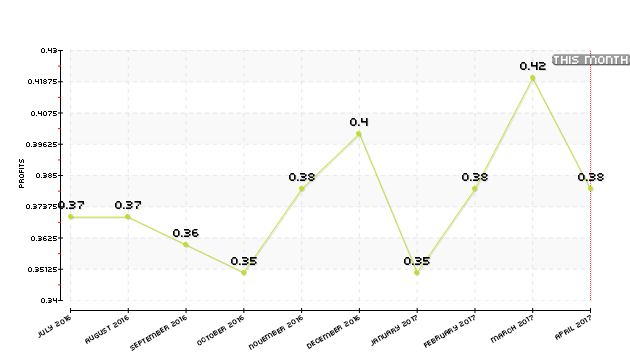 0.43
THIS MONTH
0.42
0.41875
0.4075
0.4
0.39625
0.385
0.38
0.38
0.38
0.37375
0.37
0.37
0.36
0.3625
0.35
0.35
0.35125
0.34
PROFITS
JULY 2016
AUGUST 2016
SEPTEMBER 2016
OCTOBER 2016
NOVEMBER 2016
DECEMBER 2016
JANUARY 2017
FEBRUARY 2017
MARCH 2017
APRIL 2017